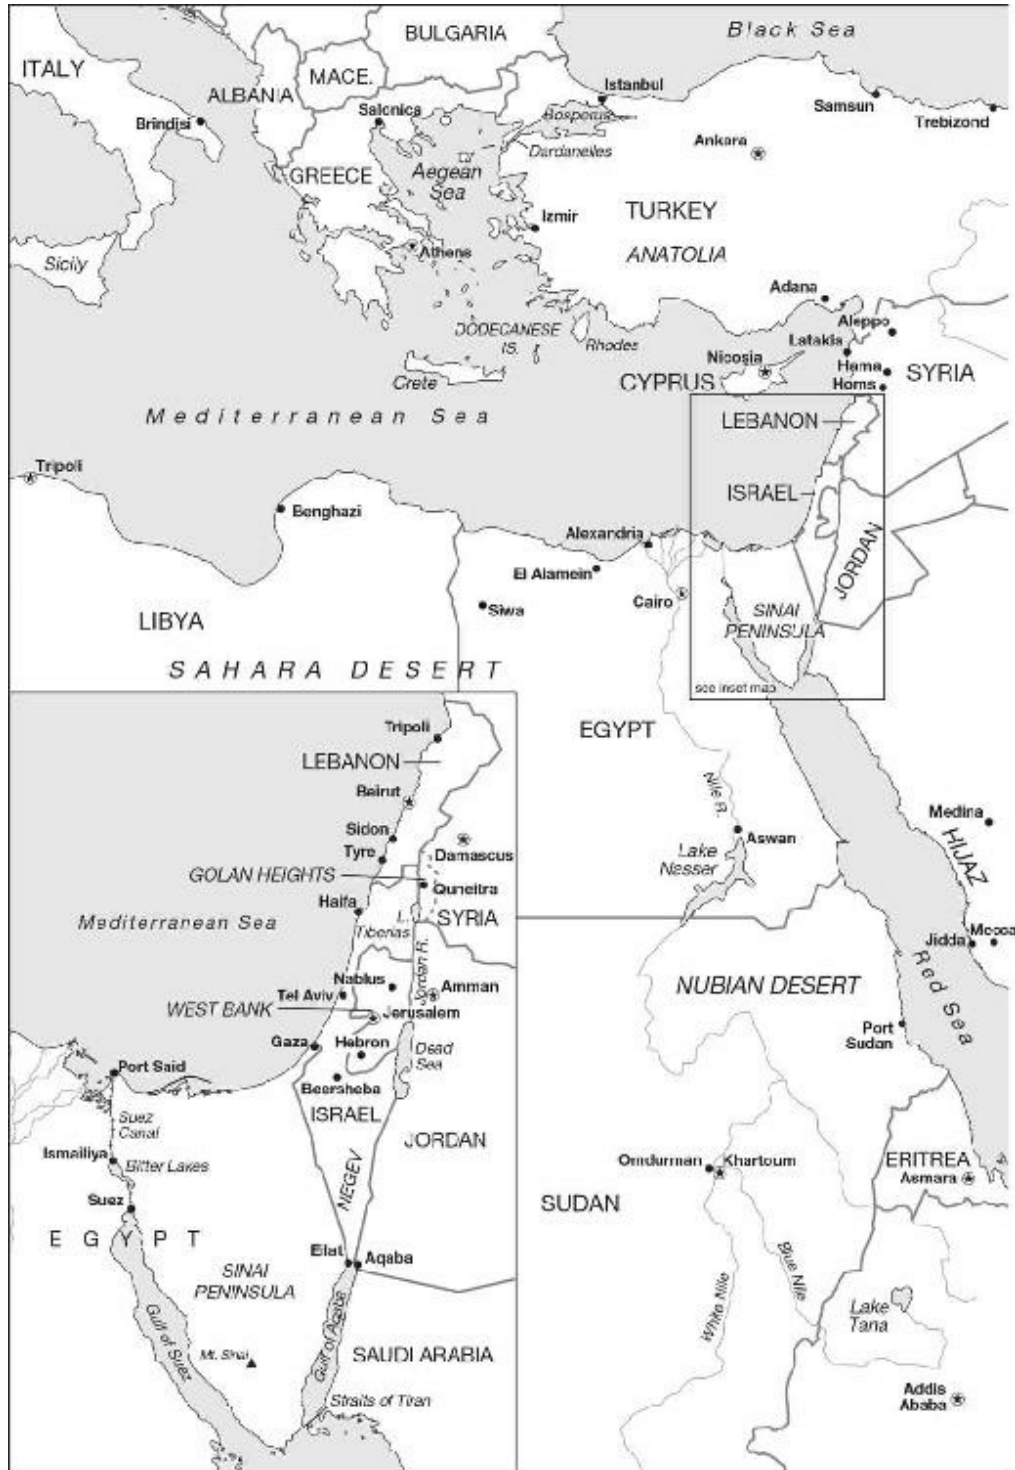 BULGARIA
Black Sea
ITALY
MACE.
ALBANIA
Istanbul
Samsun
Trebizond
Brindisi
Salonica
Bosporus
Dardanelles
Ankara
GREECE
Aegean
Sea
Izmir
TURKEY
ANATOLIA
Athens
Sicily
Adana
Aleppo
DODECANESE
IS.
Rhodes
Latakia
Nicosia
Hama
Homs
SYRIA
CYPRUS
Crete
Mediterranean Sea
LEBANON
Tripoli
ISRAEL
Benghazi
Alexandria
JORDAN
El Alamein
Cairo
Siwa
SINAI
PENINSULA
LIBYA
SAHARA DESERT
see inset map
EGYPT
Nile R.
Medina
HIJAZ
Aswan
Lake
Nasser
Jidda
Mecca
Red Sea
NUBIAN DESERT
Port
Sudan
ERITREA
Asmara
Omdurman
Khartoum
SUDAN
Blue Nile
White Nile
Lake
Tana
Addis
Ababa
Tripoli
LEBANON
Beirut
Sidon
Damascus
Tyre
GOLAN HEIGHTS
Quneitra
Haifa
SYRIA
Mediterranean Sea
L.
Tiberias
Jordan R.
Nablus
Amman
Tel Aviv
WEST BANK
Jerusalem
Gaza
Hebron
Dead
Sea
Port Said
Beersheba
ISRAEL
Suez
Canal
JORDAN
Ismailiya
Bitter Lakes
NEGEV
Suez
EGYPT
Eilat
Aqaba
SINAI
PENINSULA
Gulf of Suez
Gulf of Aqaba
Mt. Sinai
SAUDI ARABIA
Straits of Tiran